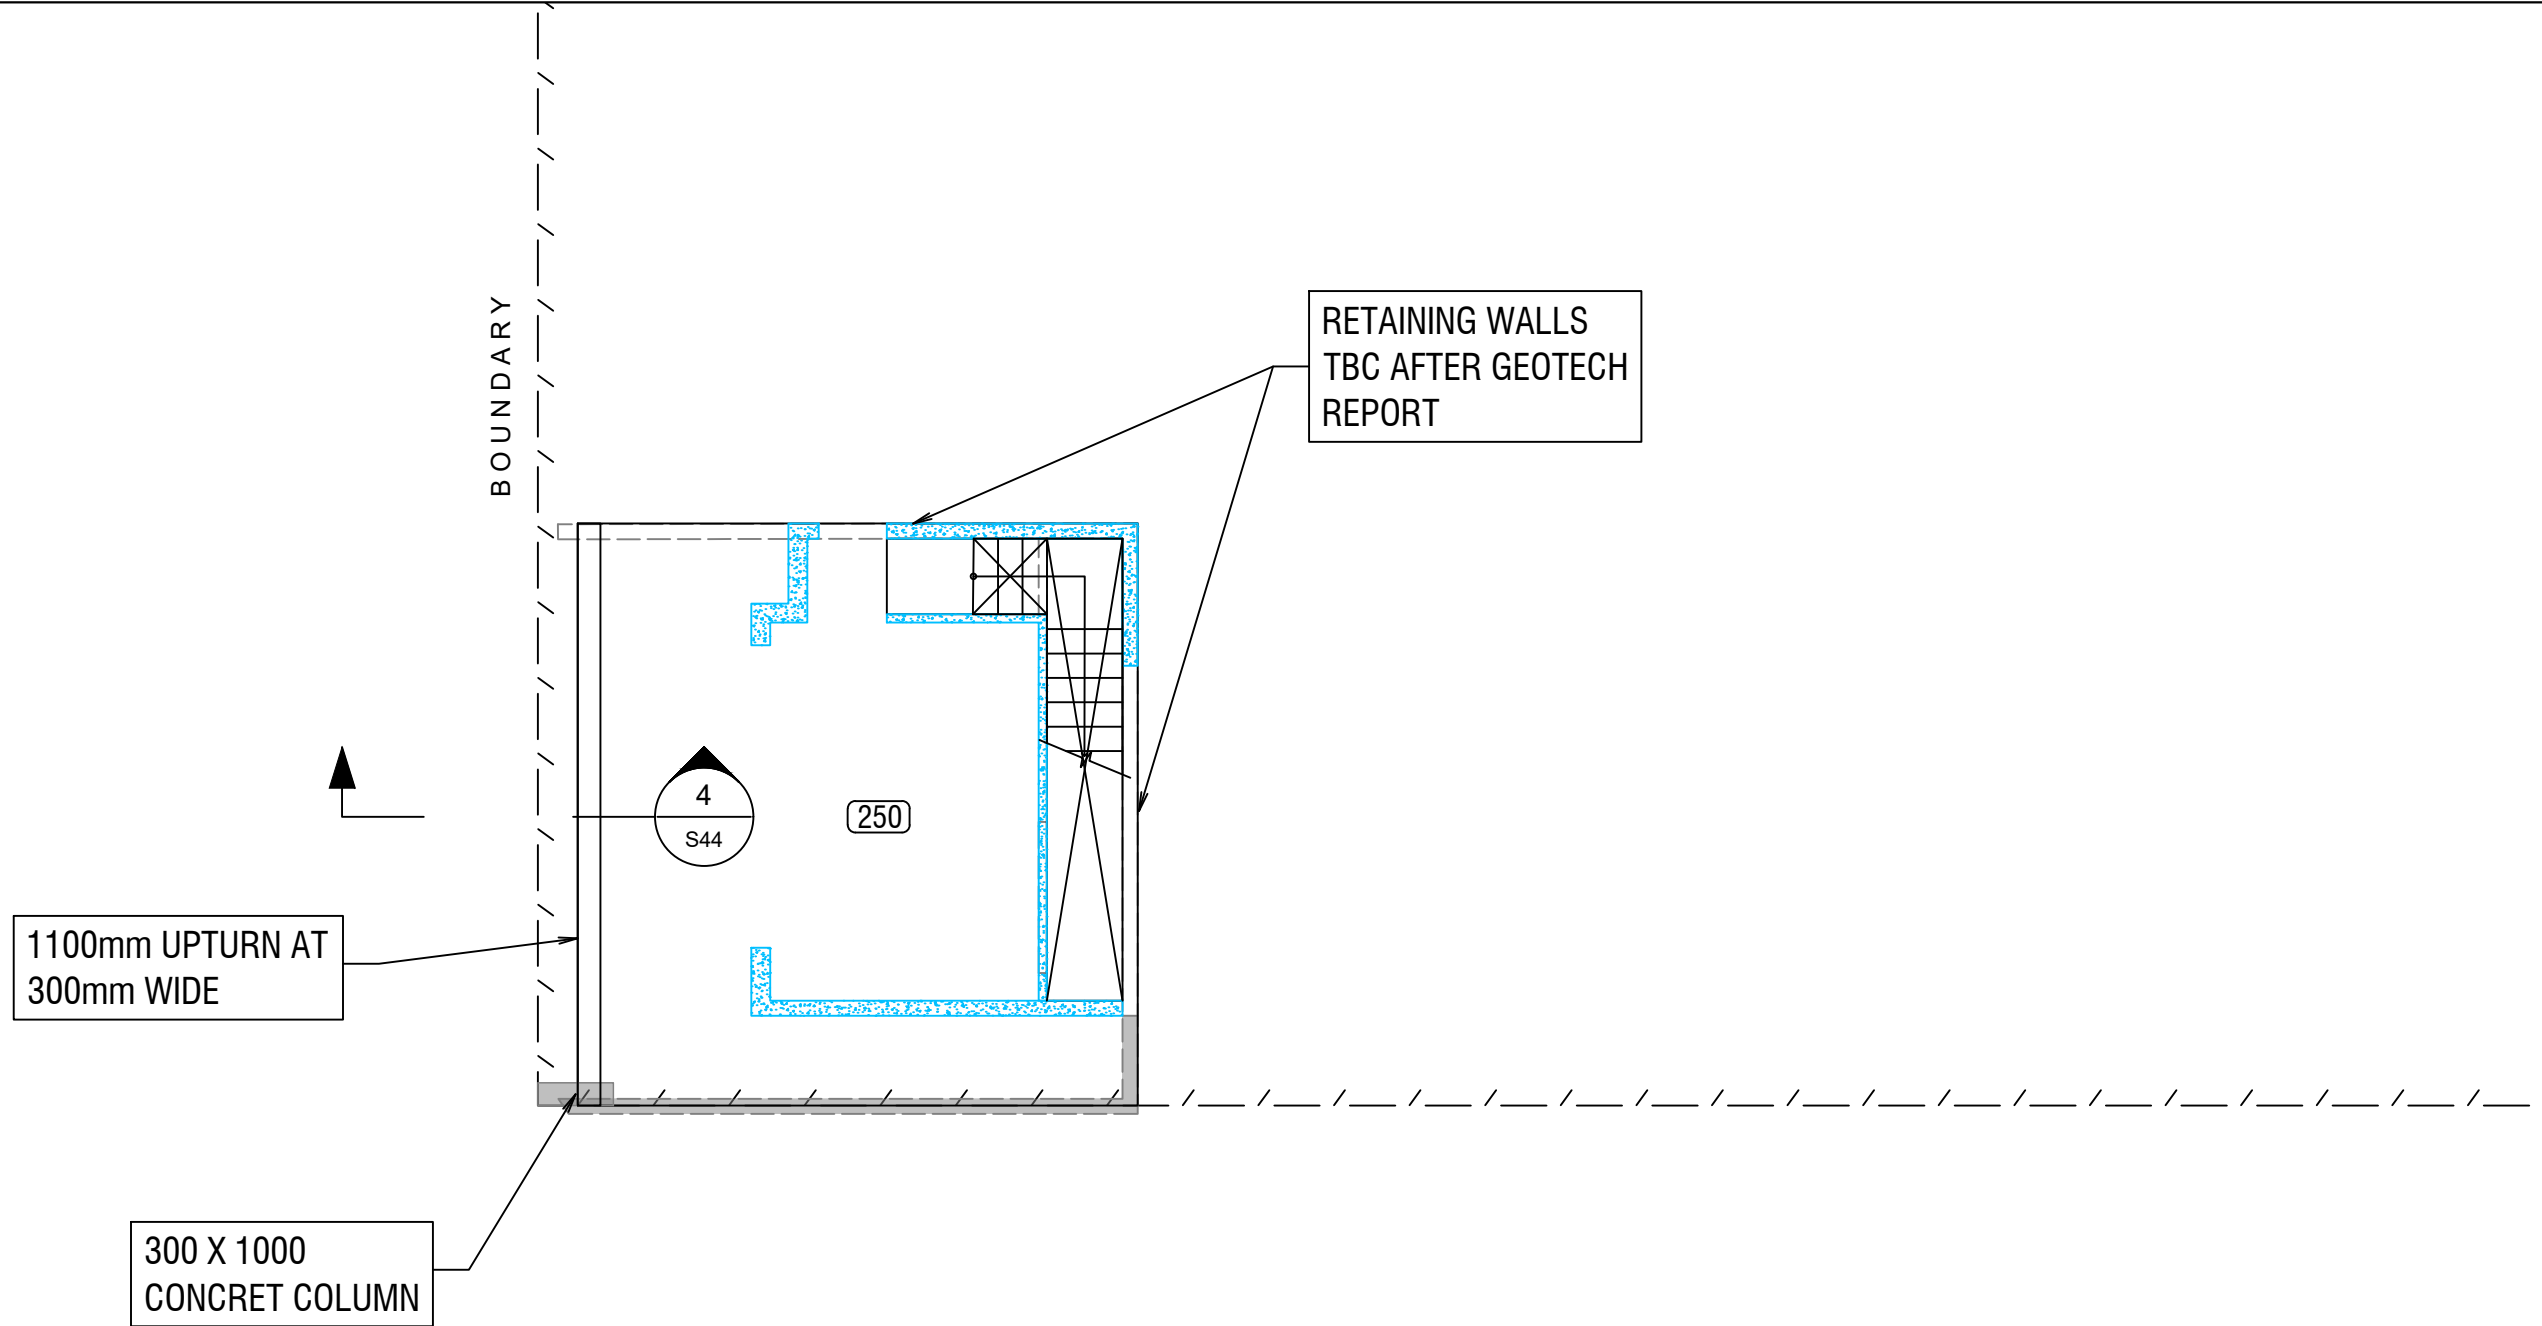 BOUNDARY
RETAINING WALLS
TBC AFTER GEOTECH
REPORT
4
S44
250
1100mm UPTURN AT
300mm WIDE
300 X 1000
CONCRET COLUMN